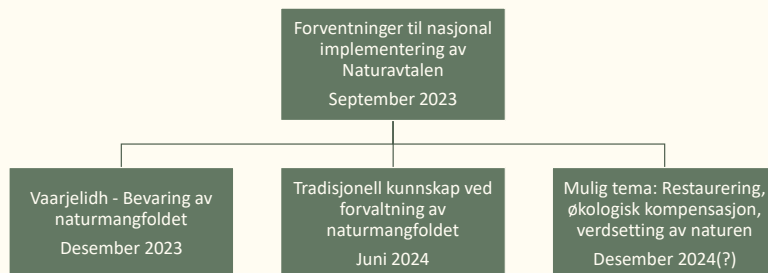 Forventninger til nasjonal
implementering av
Naturavtalen
September 2023
Vaarjelidh - Bevaring av
naturmangfoldet
Desember 2023
Tradisjonell kunnskap ved
forvaltning av
naturmangfoldet
Juni 2024
Mulig tema: Restaurering,
økologisk kompensasjon,
verdsetting av naturen
Desember 2024(?)